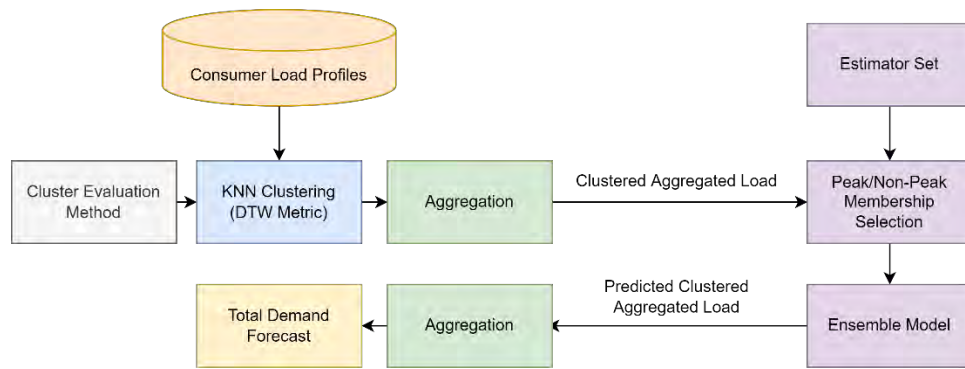 Consumer Load Profiles
Estimator Set
Cluster Evaluation
Method
KNN Clustering
(DTW Metric)
Aggregation
Clustered Aggregated Load
Peak/Non-Peak
Membership
Selection
Total Demand
Forecast
Aggregation
Predicted Clustered
Aggregated Load
Ensemble Model